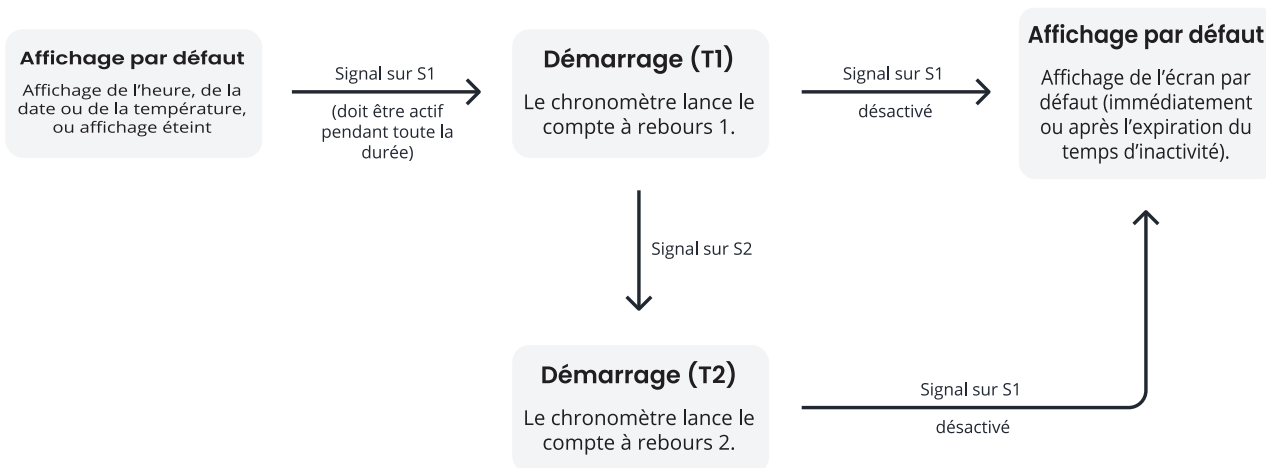 Affichage par défaut
Affichage de l’heure, de la
date ou de la température,
ou affichage éteint
Signal sur S1
(doit être actif
pendant toute la
durée)
Démarrage (T1)
Le chronomètre lance le
compte à rebours 1.
Signal sur S1
désactivé
Affichage par défaut
Affichage de l’écran par
défaut (immédiatement
ou après l’expiration du
temps d’inactivité).
Signal sur S2
Démarrage (T2)
Le chronomètre lance le
compte à rebours 2.
Signal sur S1
désactivé